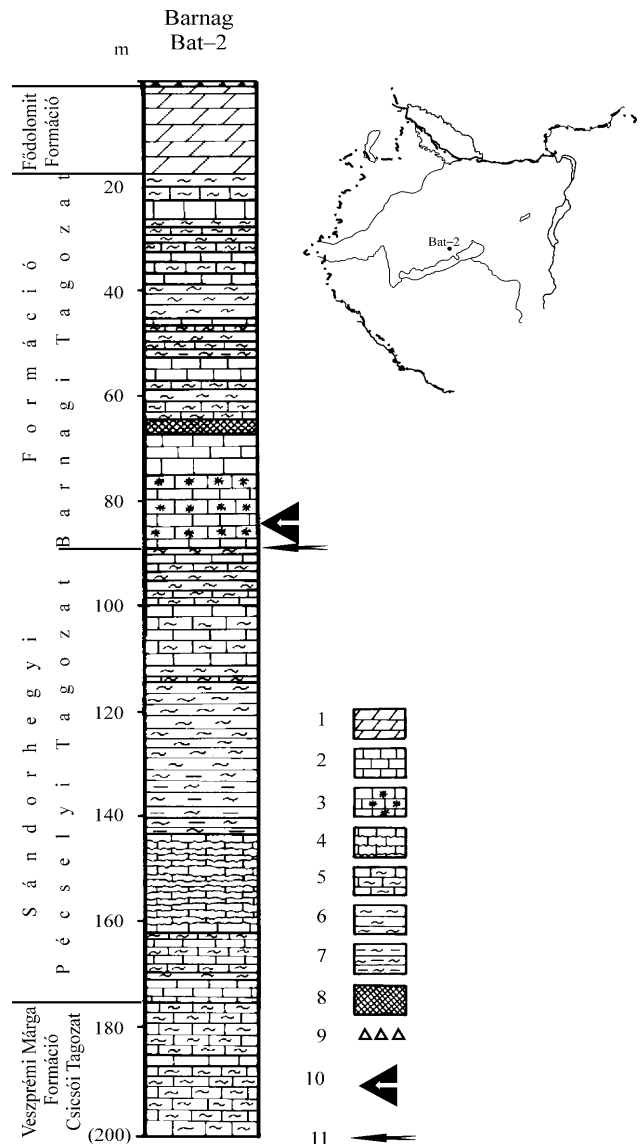 Barnag
Bat–2
m
Fődolomit
Formáció
Sándorhegyi Formáció
Barnagi Tagozat
Pécselyi Tagozat
Veszprémi Márga
Formáció
Csicsói Tagozat
20
40
60
80
100
120
140
160
180
(200)
Bat–2
1
2
3
4
5
6
7
8
9
10
11